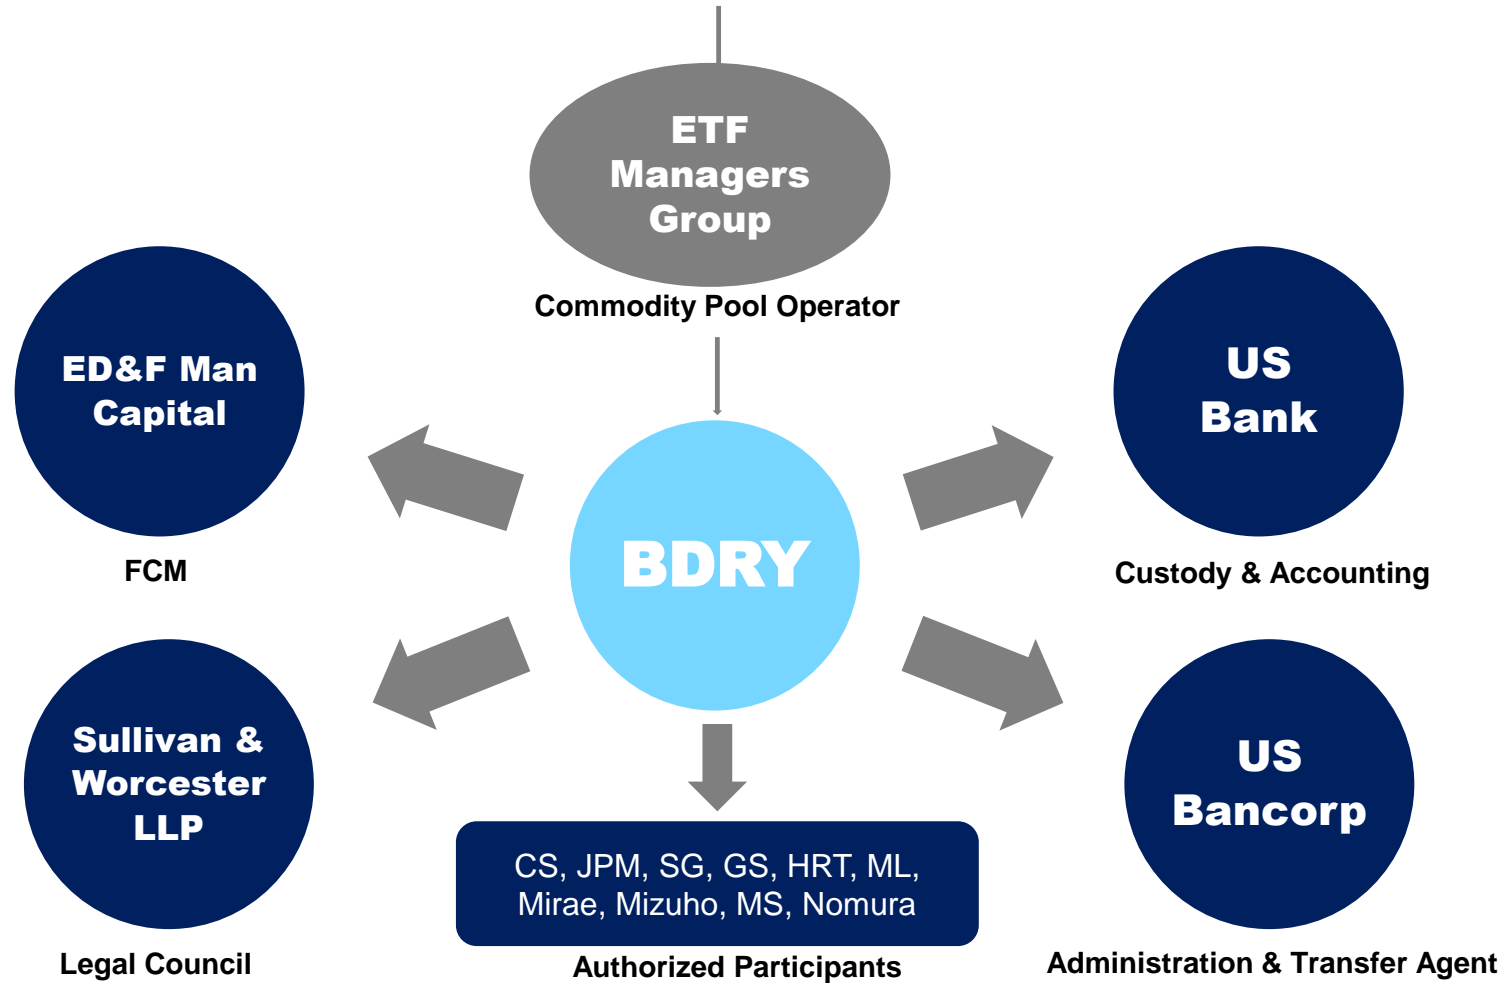 ETF
Managers
Group
Commodity Pool Operator
ED&F Man
Capital
FCM
US
Bank
Custody & Accounting
BDRY
Sullivan &
Worcester
LLP
Legal Council
CS, JPM, SG, GS, HRT, ML,
Mirae, Mizuho, MS, Nomura
Authorized Participants
US
Bancorp
Administration & Transfer Agent